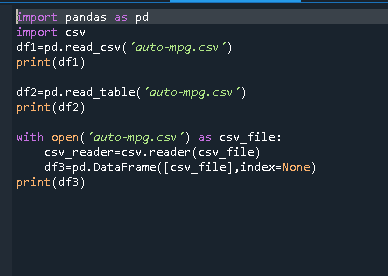 import pandas as pd
import csv
df1=pd.read_csv('auto-mpg.csv')
print(df1)
df2=pd.read_table('auto-mpg.csv')
print(df2)
with open('auto-mpg.csv') as csv_file:
    csv_reader=csv.reader(csv_file)
    df3=pd.DataFrame([csv_file],index=None)
print(df3)